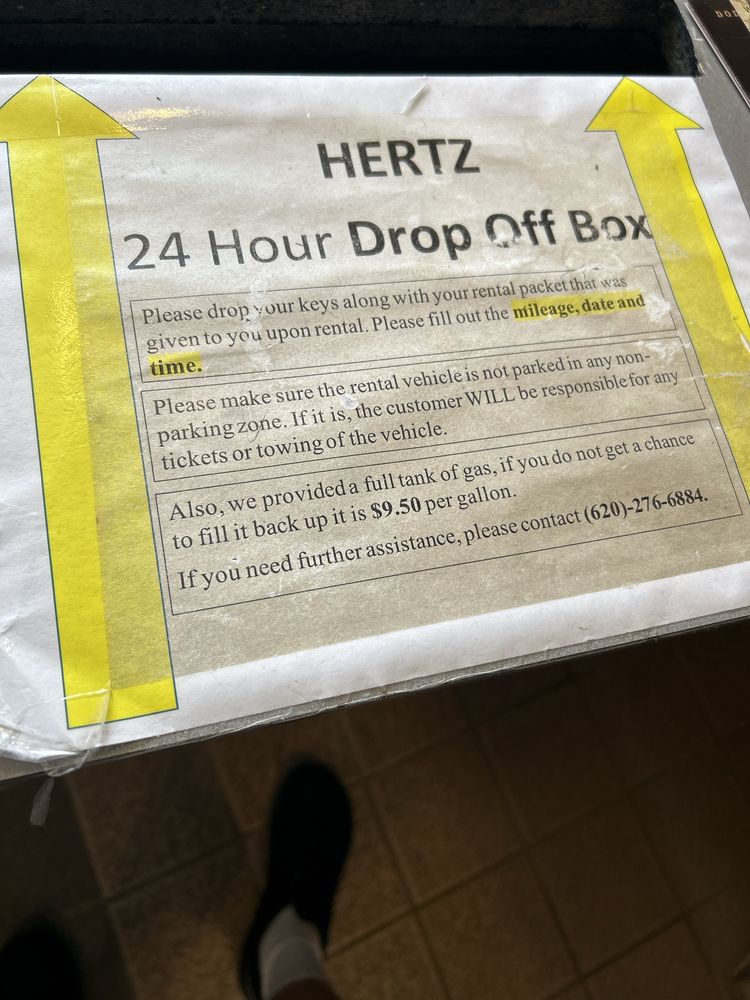 HERTZ
24 Hour Drop Off Box
Please drop your keys along with your rental packet that was
given to you upon rental. Please fill out the mileage, date and
time.
Please make sure the rental vehicle is not parked in any non-
parking zone. If it is, the customer WILL be responsible for any
tickets or towing of the vehicle.
Also, we provided a full tank of gas, if you do not get a chance
to fill it back up it is $9.50 per gallon.
If you need further assistance, please contact (620)-276-6884.